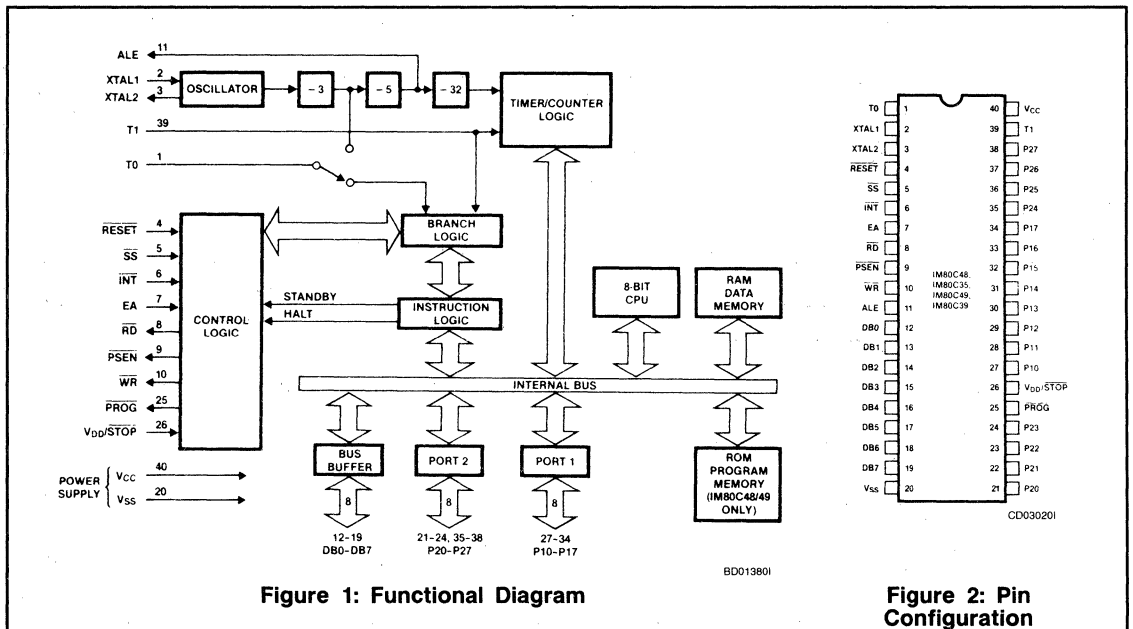 ALE 11
XTAL1 2
XTAL2 3
OSCILLATOR
- 3
- 5
- 32
TIMER/COUNTER
LOGIC
T1 39
T0 1
RESET 4
SS 5
INT 6
EA 7
RD 8
PSEN 9
WR 10
PROG 25
VDD/STOP 26
CONTROL
LOGIC
BRANCH
LOGIC
STANDBY
HALT
INSTRUCTION
LOGIC
8-BIT
CPU
RAM
DATA
MEMORY
INTERNAL BUS
BUS
BUFFER
PORT 2
PORT 1
ROM
PROGRAM
MEMORY
(IM80C48/49
ONLY)
POWER
SUPPLY
VCC 40
VSS 20
8
8
8
12-19
DB0-DB7
21-24, 35-38
P20-P27
27-34
P10-P17
BD01380I
Figure 1: Functional Diagram
T0 1 40 VCC
XTAL1 2 39 T1
XTAL2 3 38 P27
RESET 4 37 P26
SS 5 36 P25
INT 6 35 P24
EA 7 34 P17
RD 8 33 P16
PSEN 9 32 P15
WR 10 31 P14
ALE 11 30 P13
DB0 12 29 P12
DB1 13 28 P11
DB2 14 27 P10
DB3 15 26 VDD/STOP
DB4 16 25 PROG
DB5 17 24 P23
DB6 18 23 P22
DB7 19 22 P21
VSS 20 21 P20
IM80C48,
IM80C35,
IM80C49,
IM80C39
CD03020I
Figure 2: Pin
Configuration